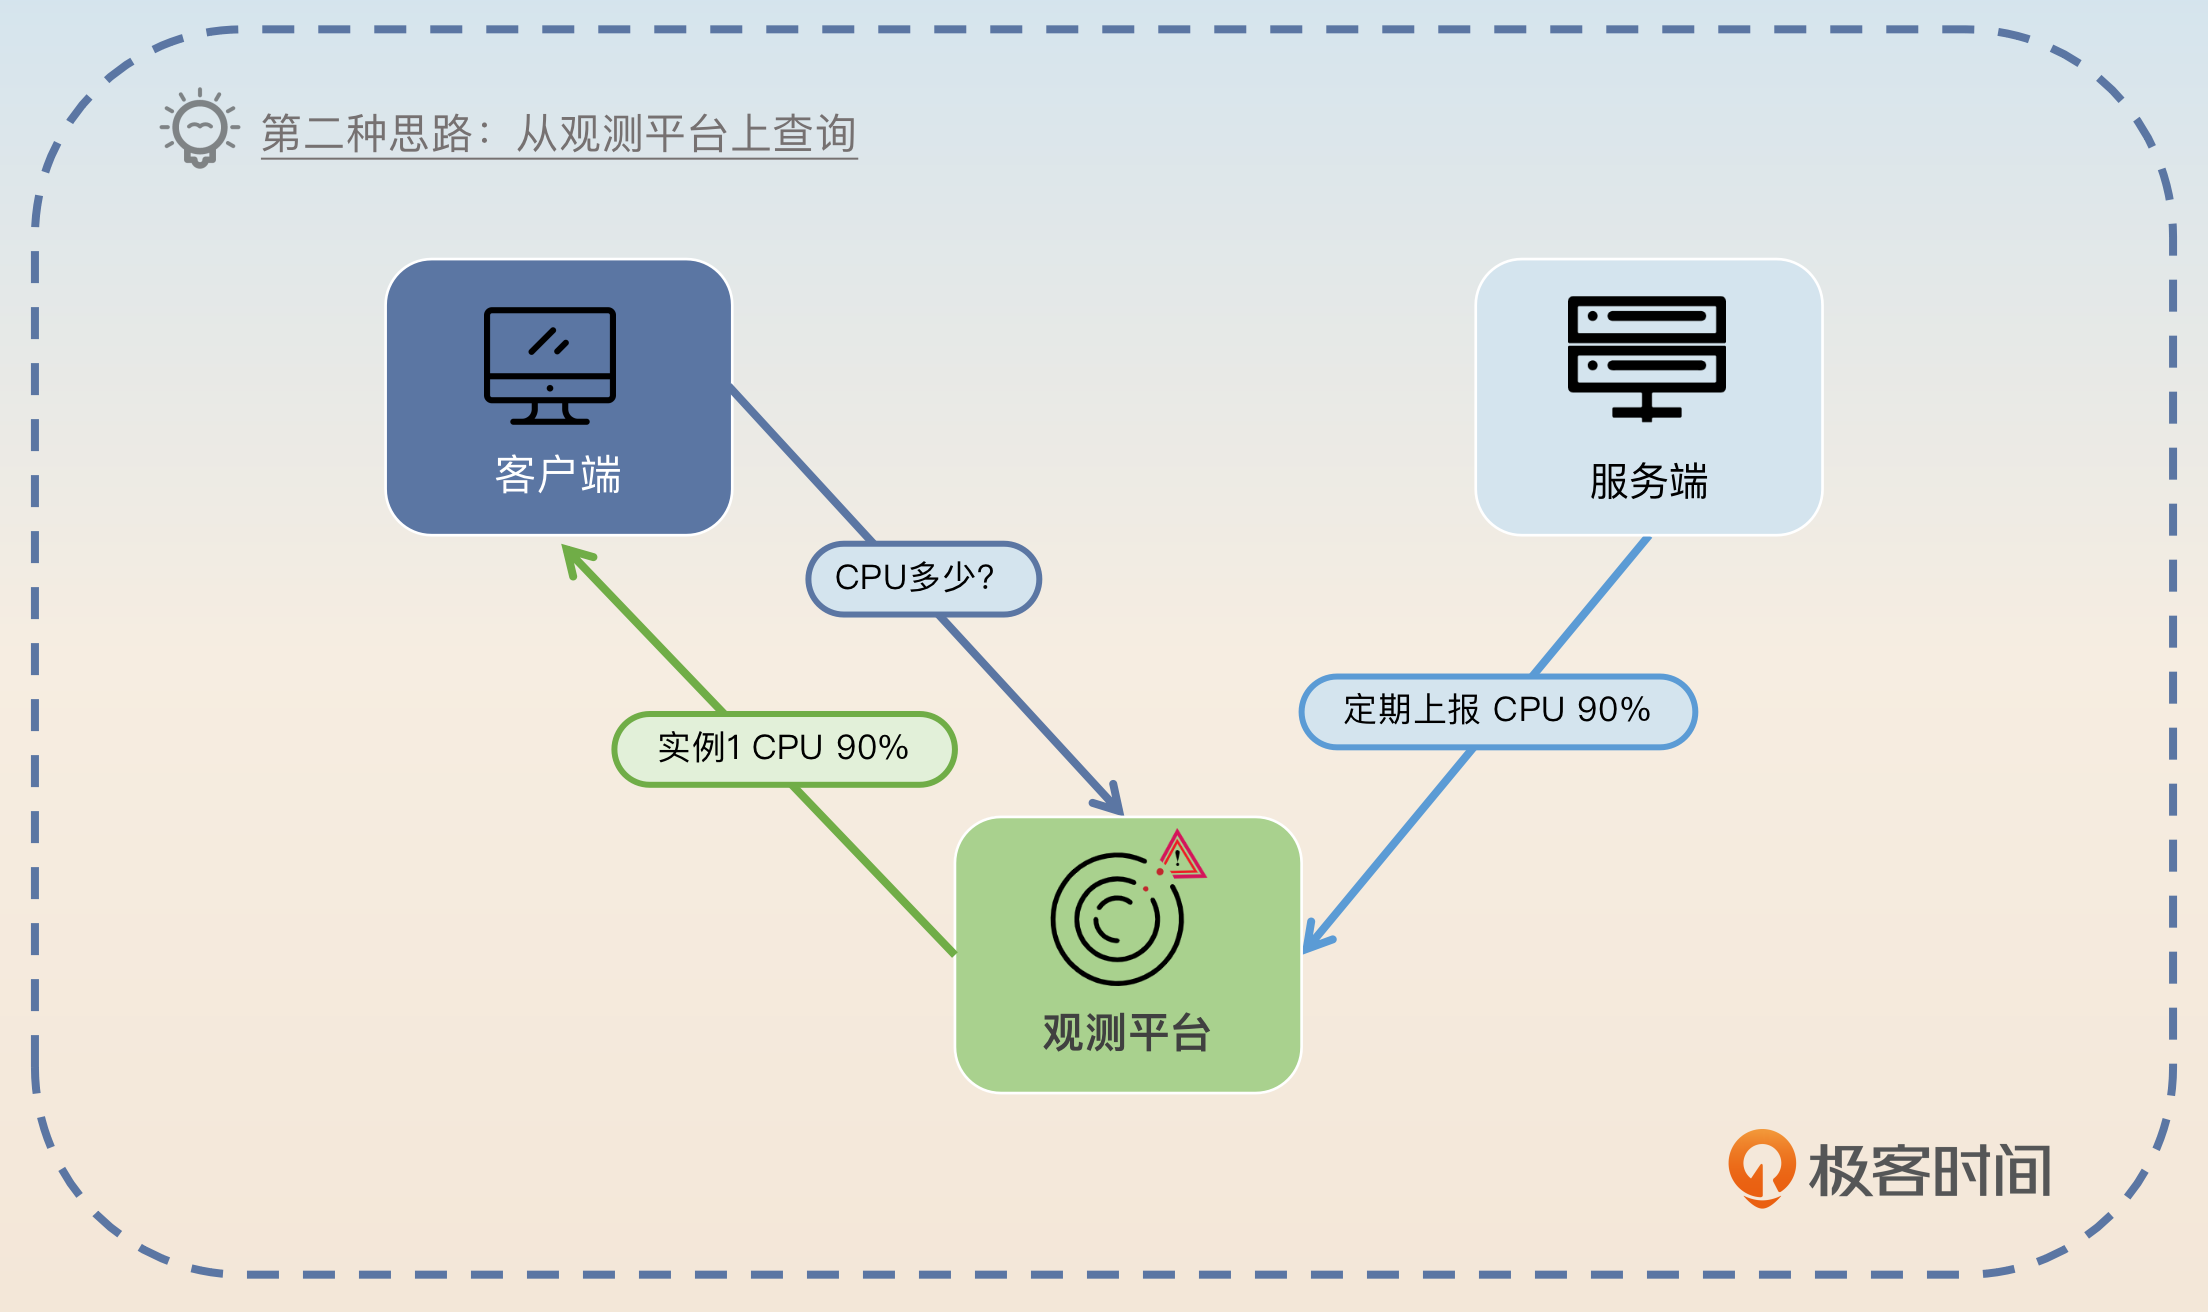 第二种思路：从观测平台上查询
客户端
服务端
CPU多少？
定期上报 CPU 90%
实例1 CPU 90%
观测平台
极客时间